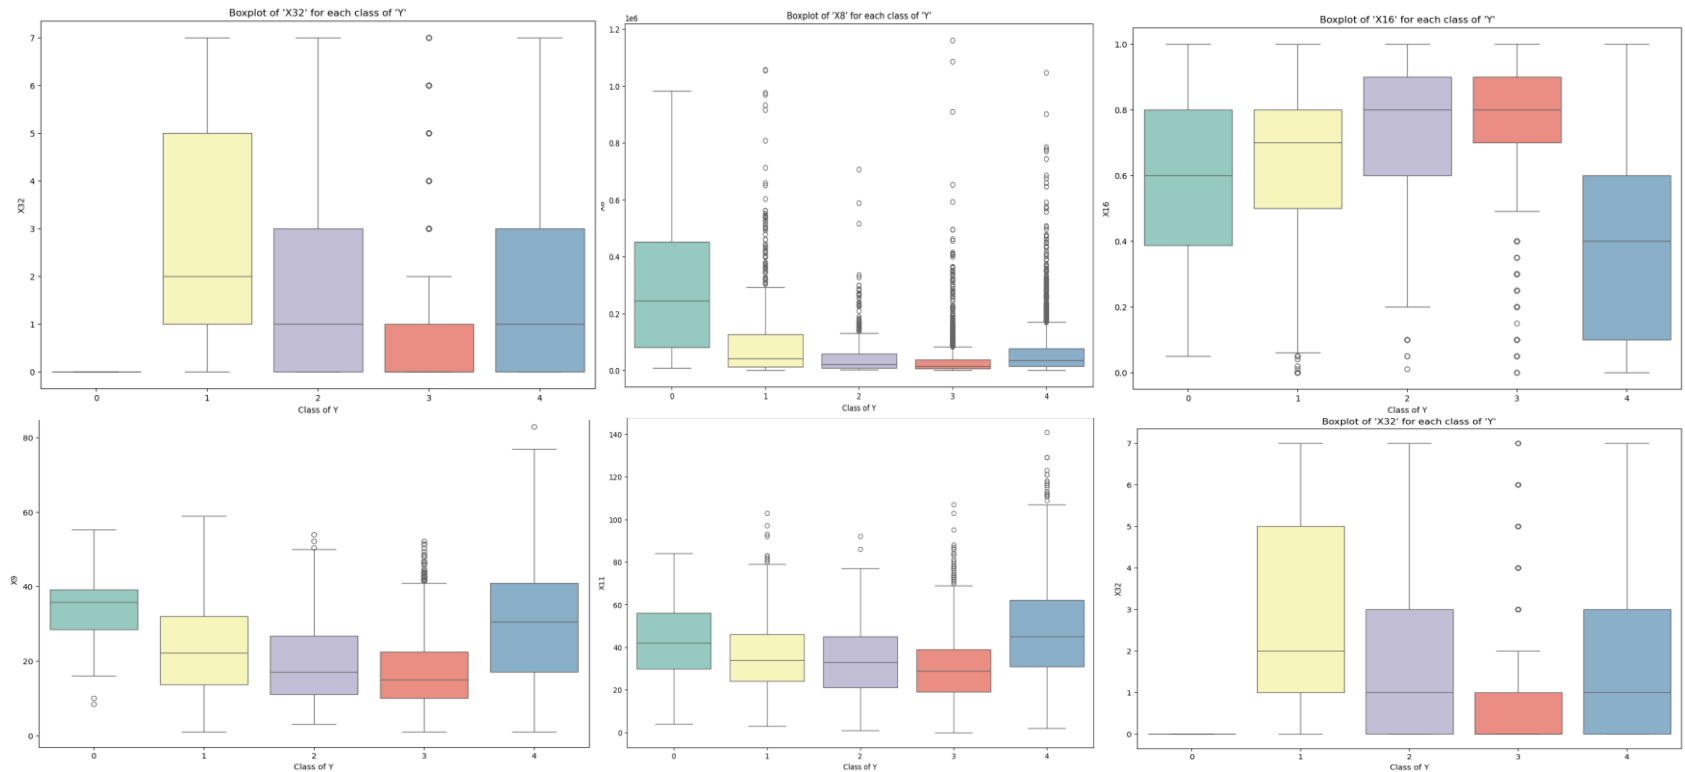 Boxplot of 'X32' for each class of 'Y'
7
6
5
4
3
2
1
0
X32
0 1 2 3 4
Class of Y
Boxplot of 'X8' for each class of 'Y'
1e6
1.2
1.0
0.8
0.6
0.4
0.2
0.0
0 1 2 3 4
Class of Y
Boxplot of 'X16' for each class of 'Y'
1.0
0.8
0.6
0.4
0.2
0.0
X16
0 1 2 3 4
Class of Y
80
60
40
20
0
X9
0 1 2 3 4
Class of Y
140
120
100
80
60
40
20
0
X11
0 1 2 3 4
Class of Y
Boxplot of 'X32' for each class of 'Y'
7
6
5
4
3
2
1
0
X32
0 1 2 3 4
Class of Y